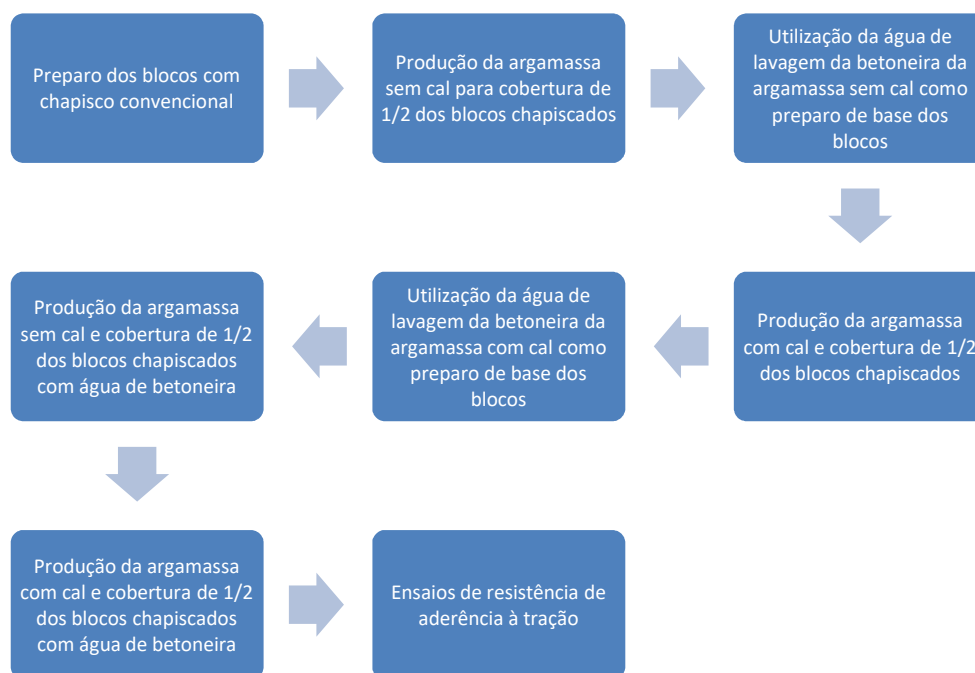 Preparo dos blocos com
chapisco convencional
Produção da argamassa
sem cal para cobertura de
1/2 dos blocos chapiscados
Utilização da água de
lavagem da betoneira da
argamassa sem cal como
preparo de base dos
blocos
Produção da argamassa
com cal e cobertura de 1/2
dos blocos chapiscados
Utilização da água de
lavagem da betoneira da
argamassa com cal como
preparo de base dos
blocos
Produção da argamassa
sem cal e cobertura de 1/2
dos blocos chapiscados
com água de betoneira
Produção da argamassa
com cal e cobertura de 1/2
dos blocos chapiscados
com água de betoneira
Ensaios de resistência de
aderência à tração